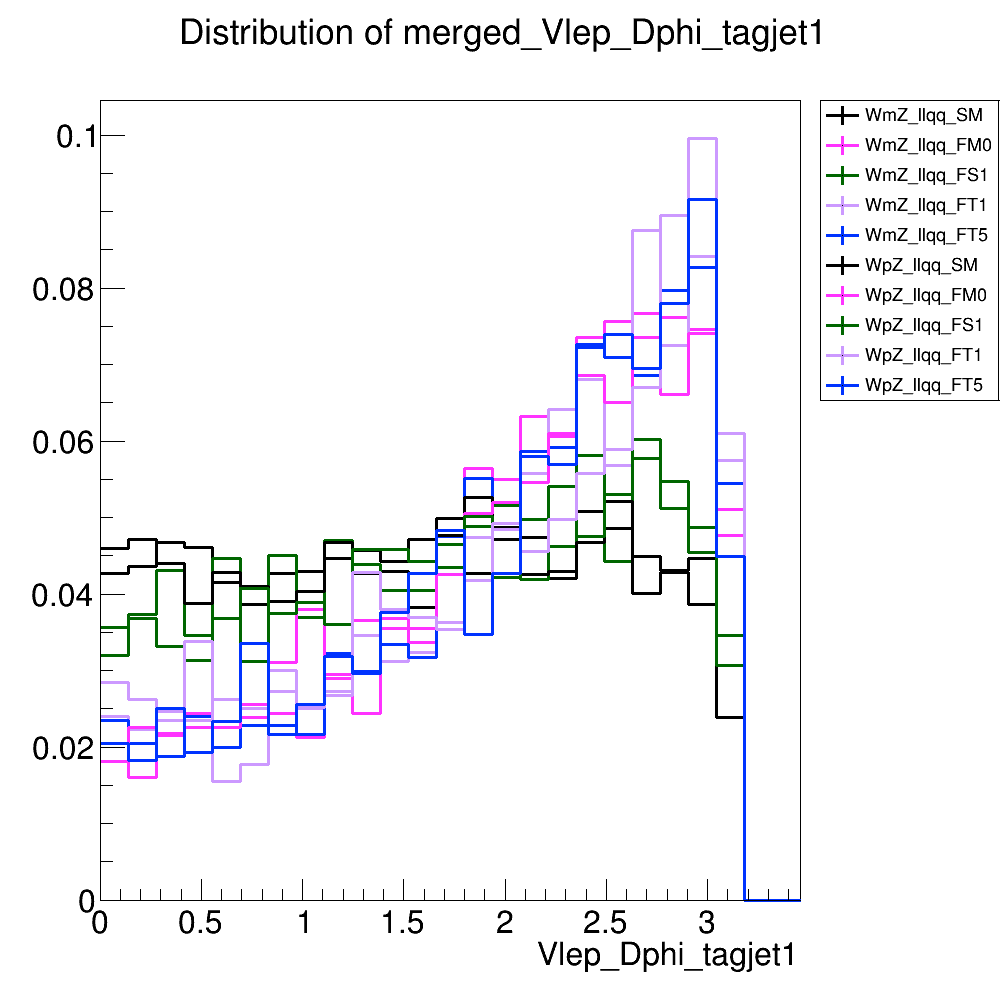 Distribution of merged_Vlep_Dphi_tagjet1
WmZ_llqq_SM
WmZ_llqq_FM0
WmZ_llqq_FS1
WmZ_llqq_FT1
WmZ_llqq_FT5
WpZ_llqq_SM
WpZ_llqq_FM0
WpZ_llqq_FS1
WpZ_llqq_FT1
WpZ_llqq_FT5
0.1
0.08
0.06
0.04
0.02
0
0 0.5 1 1.5 2 2.5 3
Vlep_Dphi_tagjet1